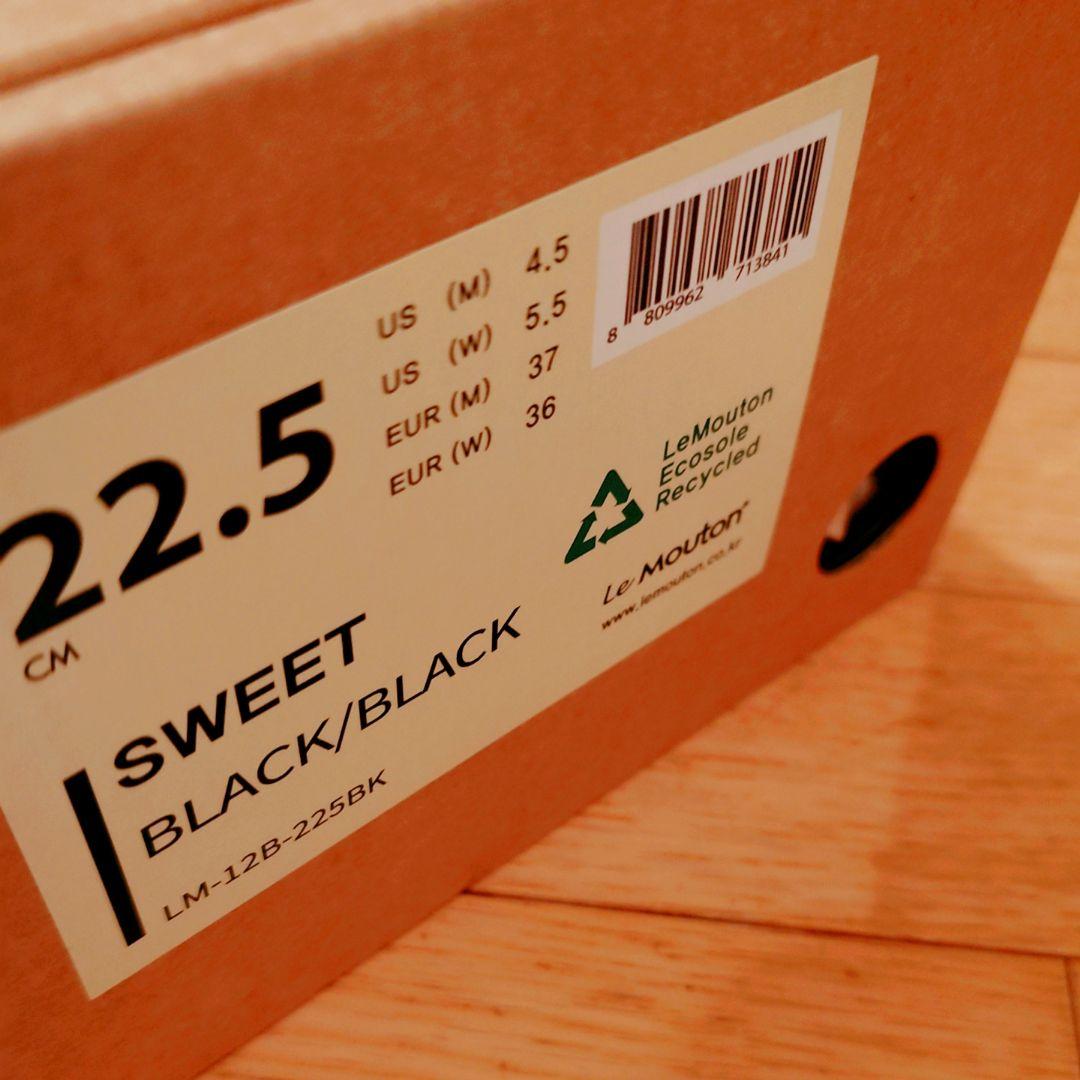 22.5
CM
US (M) 4.5
US (W) 5.5
EUR (M) 37
EUR (W) 36
8 809962 713841
LeMouton
Ecosole
Recycled
Le Mouton
www.lemouton.co.kr
SWEET
BLACK/BLACK
LM-12B-225BK